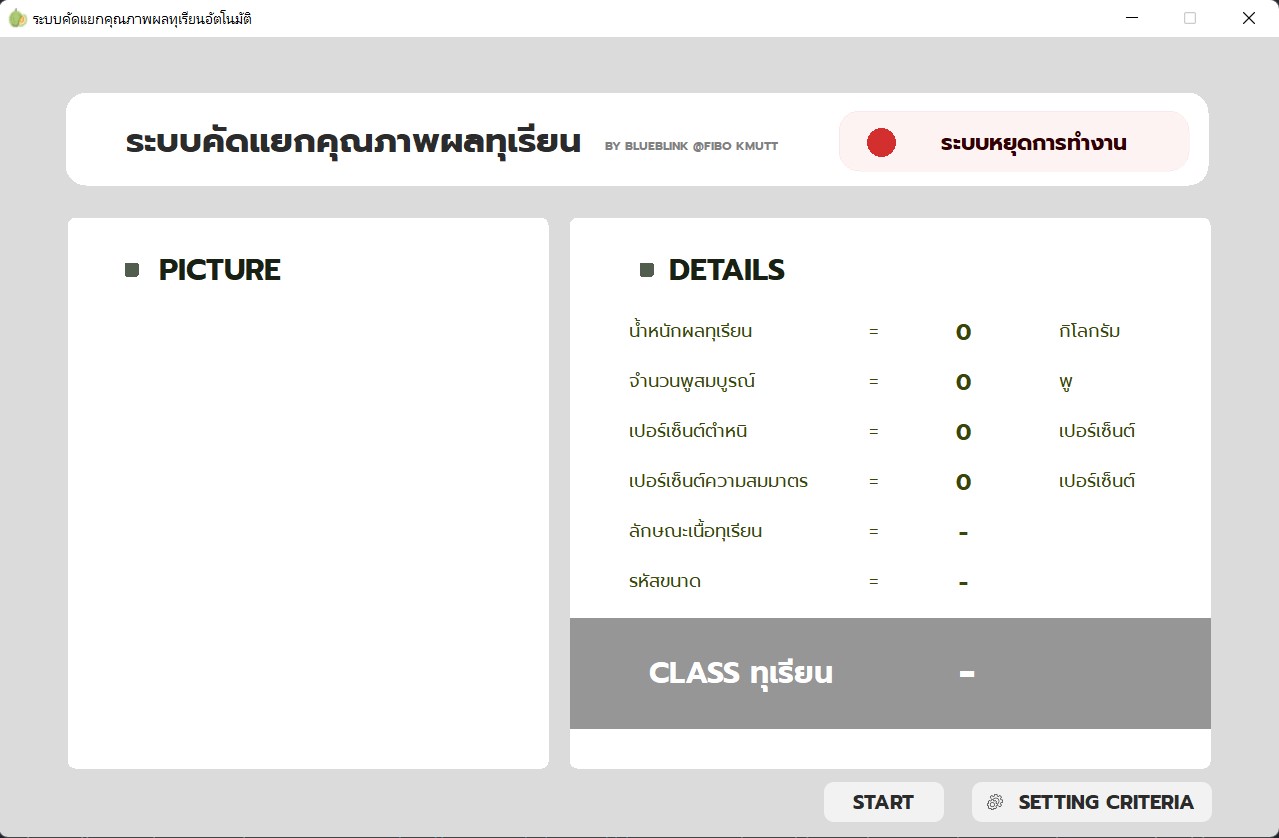 ระบบคัดแยกคุณภาพผลทุเรียนอัตโนมัติ
ระบบคัดแยกคุณภาพผลทุเรียน BY BLUEBLINK @FIBO KMUTT ระบบหยุดการทำงาน
PICTURE
DETAILS
น้ำหนักผลทุเรียน = 0 กิโลกรัม
จำนวนพูสมบูรณ์ = 0 พู
เปอร์เซ็นต์ตำหนิ = 0 เปอร์เซ็นต์
เปอร์เซ็นต์ความสมมาตร = 0 เปอร์เซ็นต์
ลักษณะเนื้อทุเรียน = -
รหัสขนาด = -
CLASS ทุเรียน -
START SETTING CRITERIA